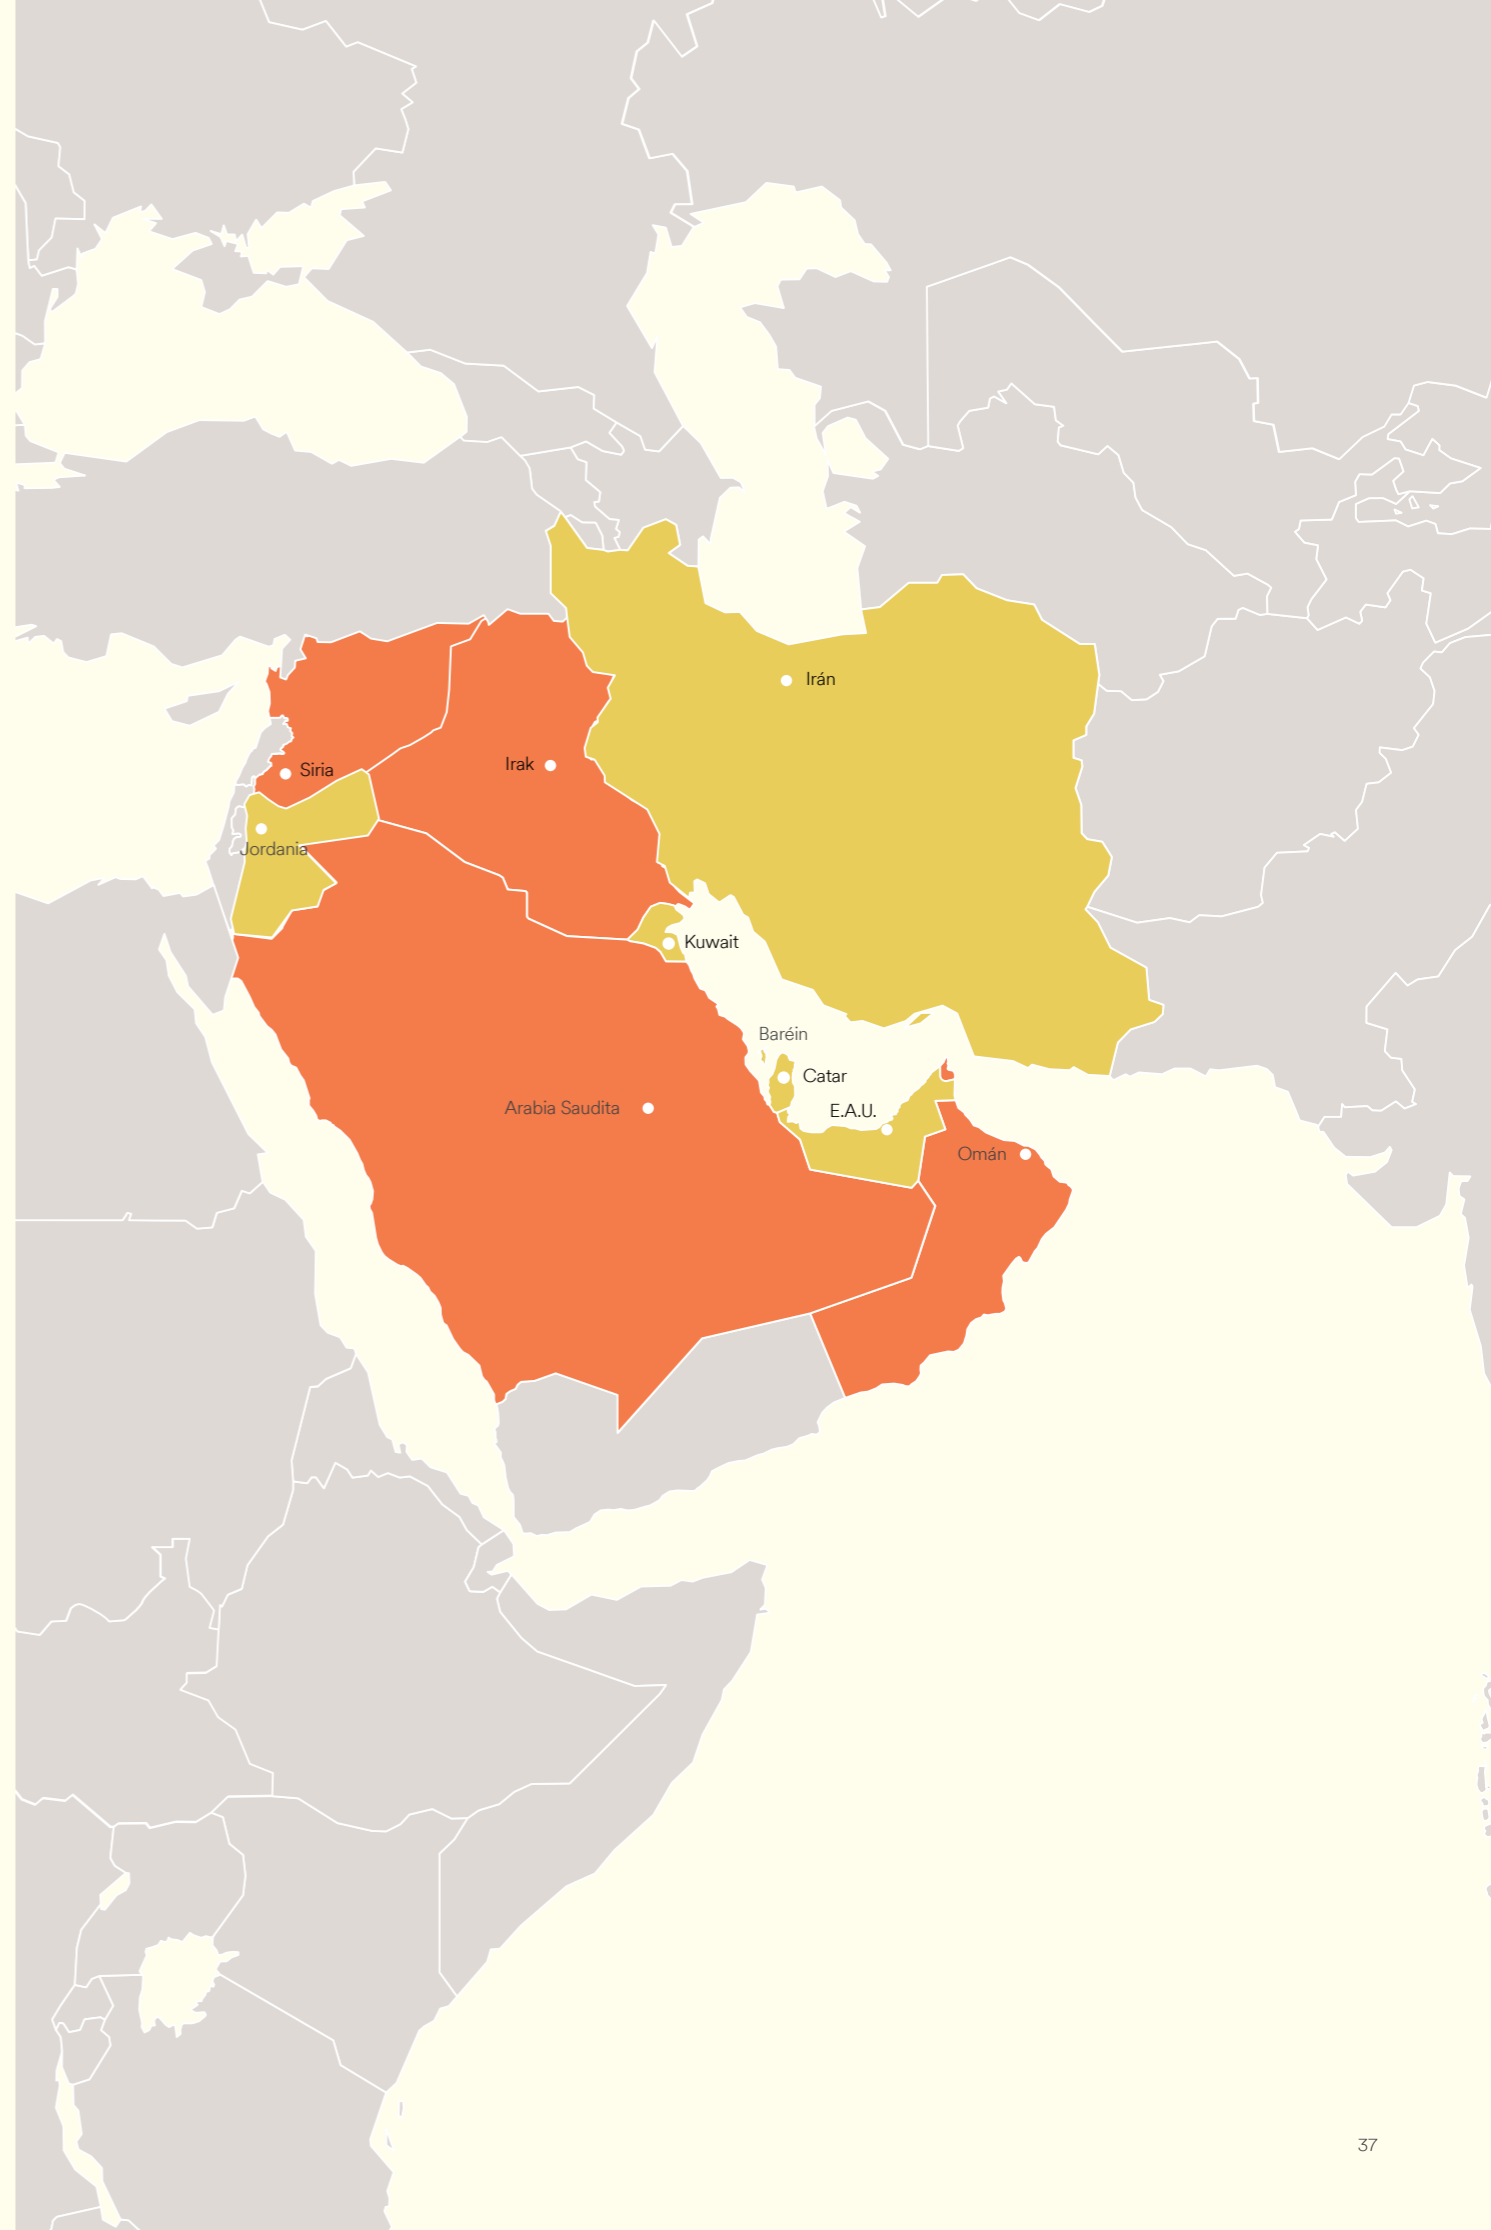 Irán
Irak
Siria
Jordania
Kuwait
Baréin
Catar
Arabia Saudita
E.A.U.
Omán
37